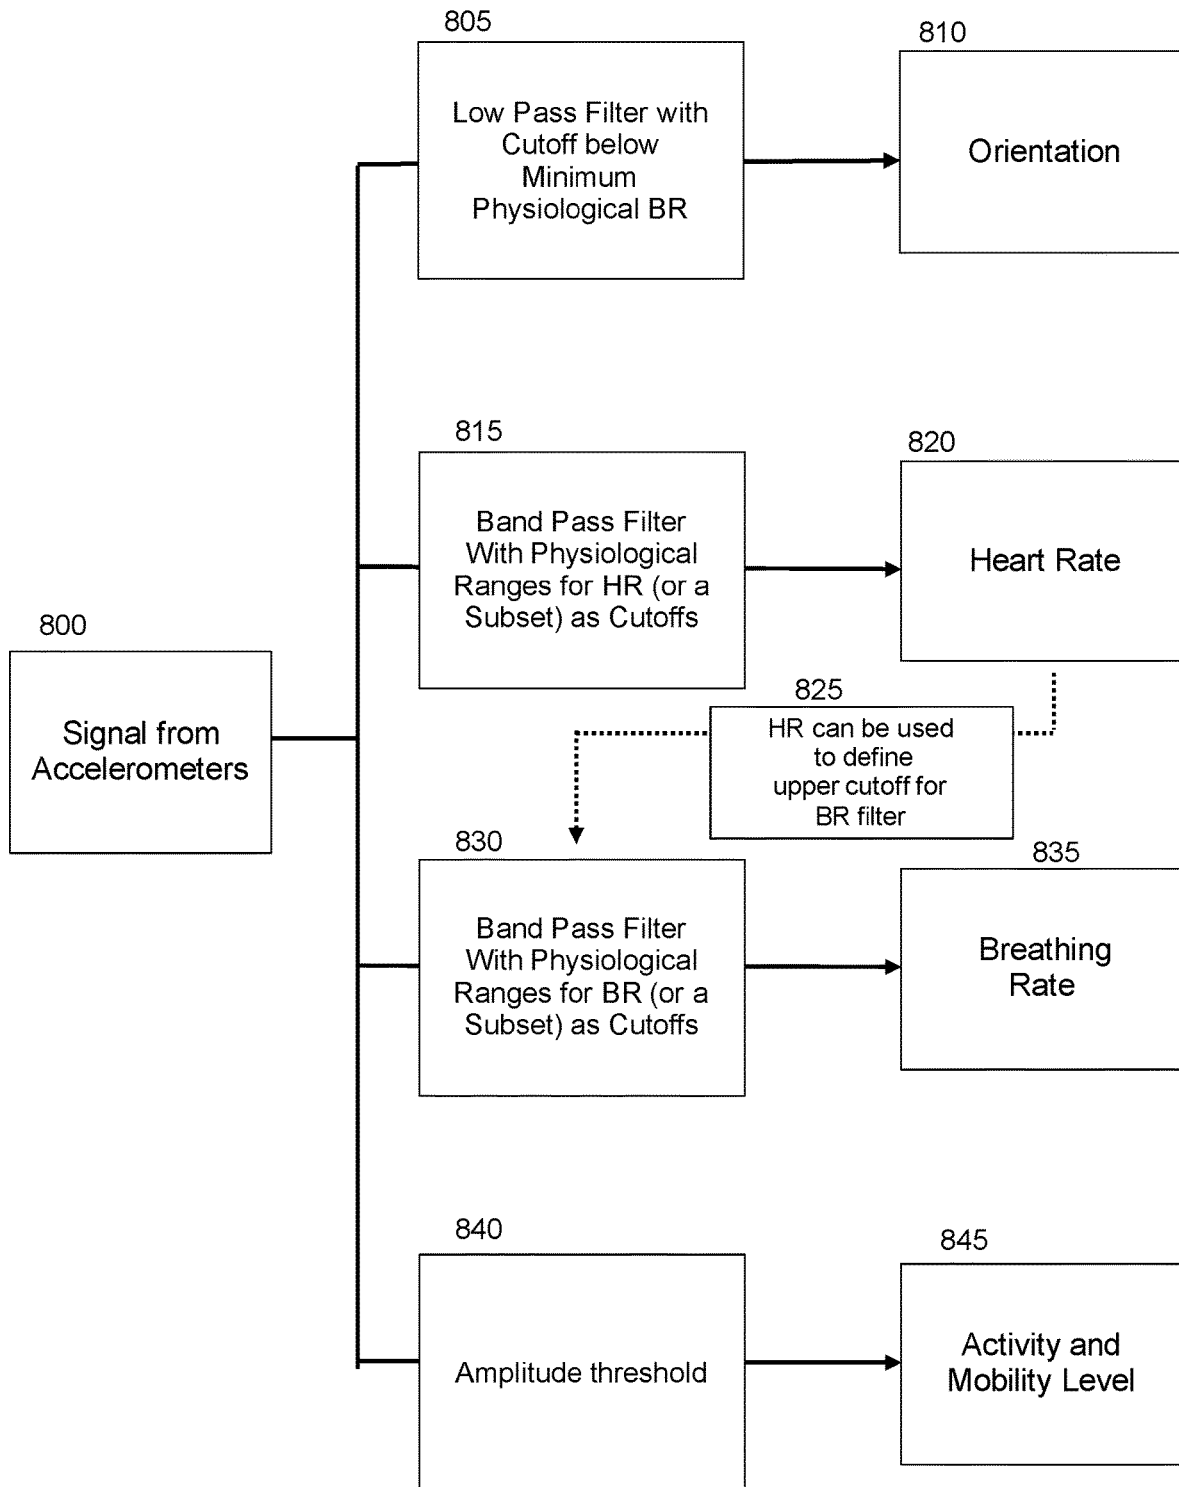 805
Low Pass Filter with
Cutoff below
Minimum
Physiological BR
810
Orientation
815
Band Pass Filter
With Physiological
Ranges for HR (or a
Subset) as Cutoffs
820
Heart Rate
800
Signal from
Accelerometers
825
HR can be used
to define
upper cutoff for
BR filter
830
Band Pass Filter
With Physiological
Ranges for BR (or a
Subset) as Cutoffs
835
Breathing
Rate
840
Amplitude threshold
845
Activity and
Mobility Level